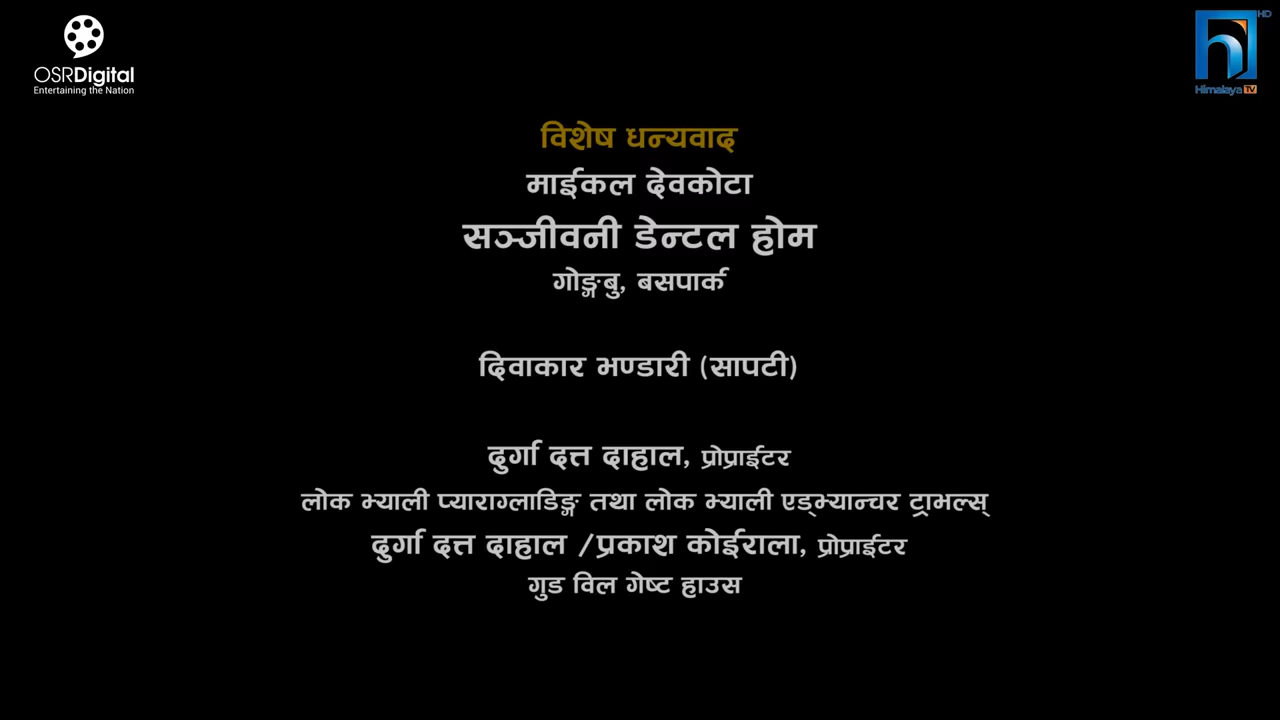 OSRDigital
Entertaining the Nation
HD
Himalaya TV
विशेष धन्यवाद
माईकल देवकोटा
सञ्जीवनी डेन्टल होम
गोङ्गबु, बसपार्क
दिवाकार भण्डारी (सापटी)
दुर्गा दत्त दाहाल, प्रोप्राईटर
लोक भ्याली प्याराग्लाडिङ्ग तथा लोक भ्याली एड्भ्यान्चर ट्राभल्स्
दुर्गा दत्त दाहाल /प्रकाश कोईराला, प्रोप्राईटर
गुड विल गेष्ट हाउस